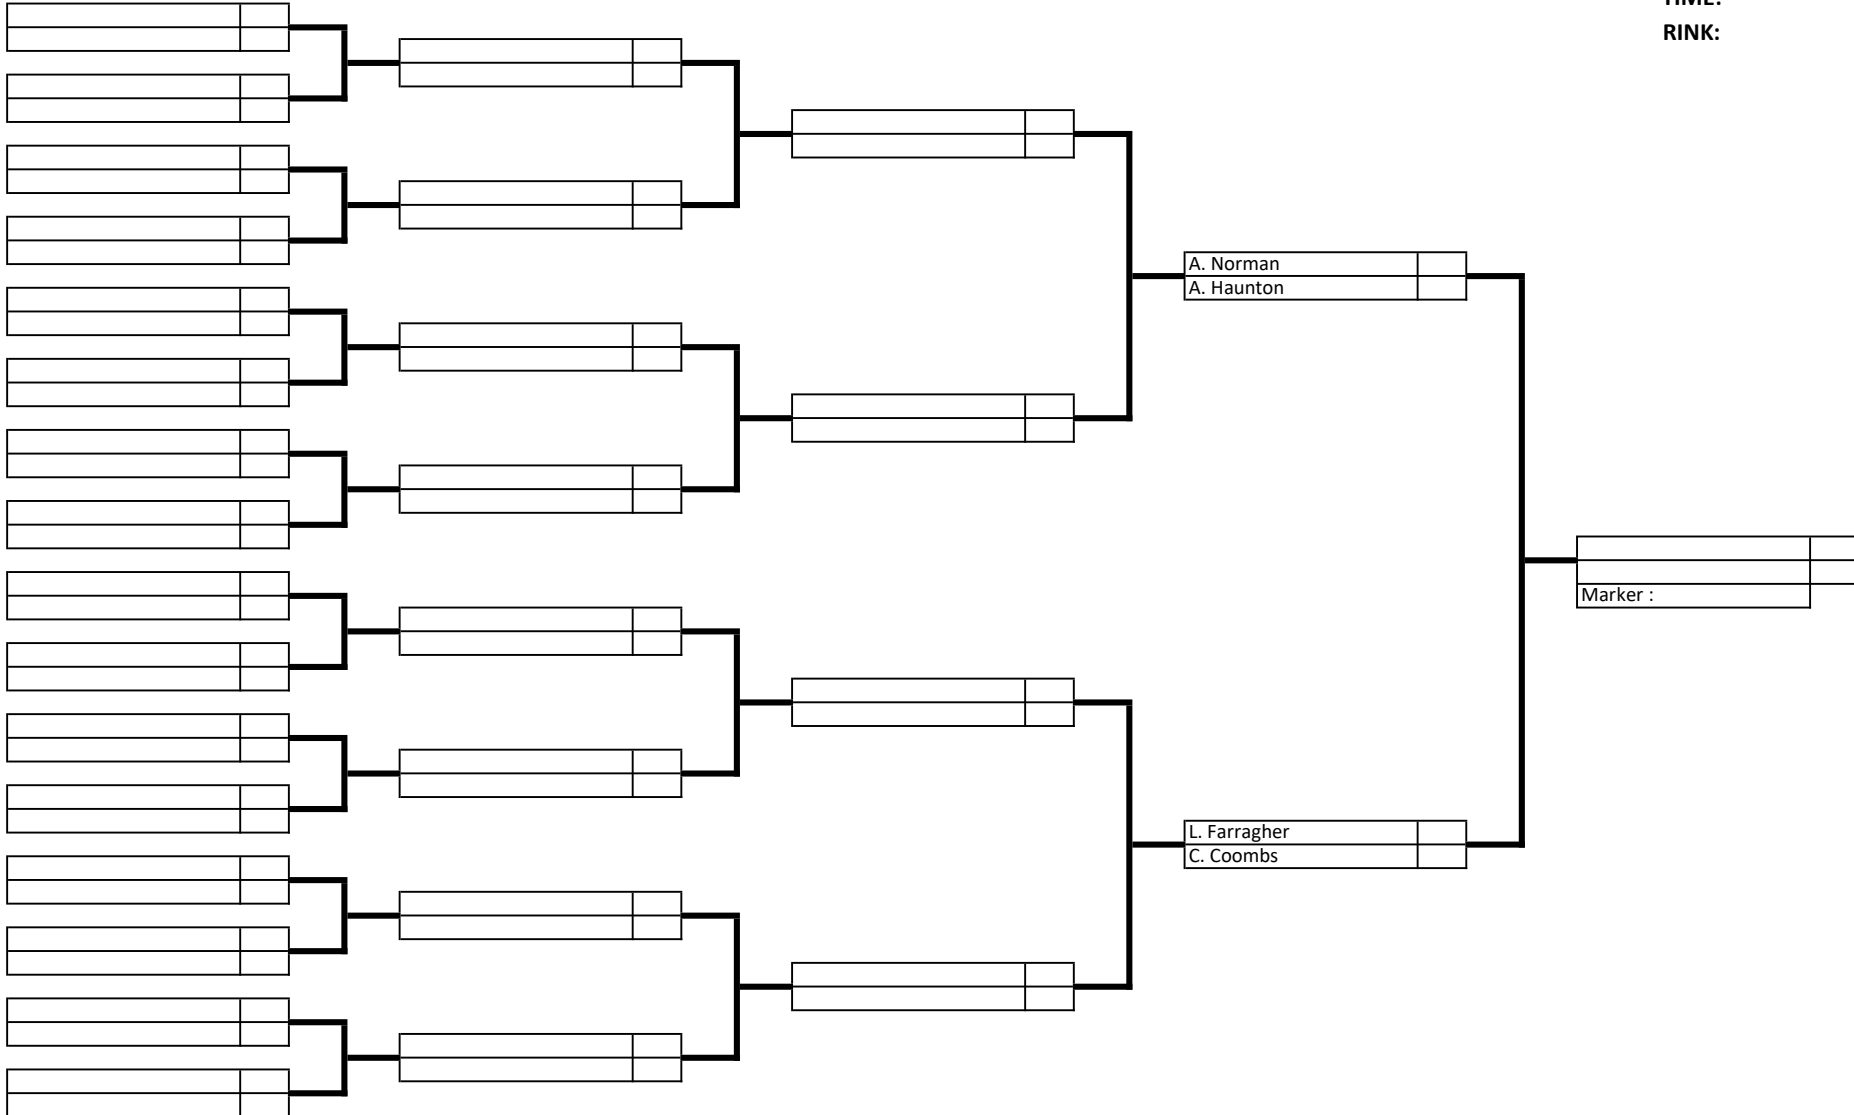 TIME:
RINK:
A. Norman
A. Haunton
Marker :
L. Farragher
C. Coombs